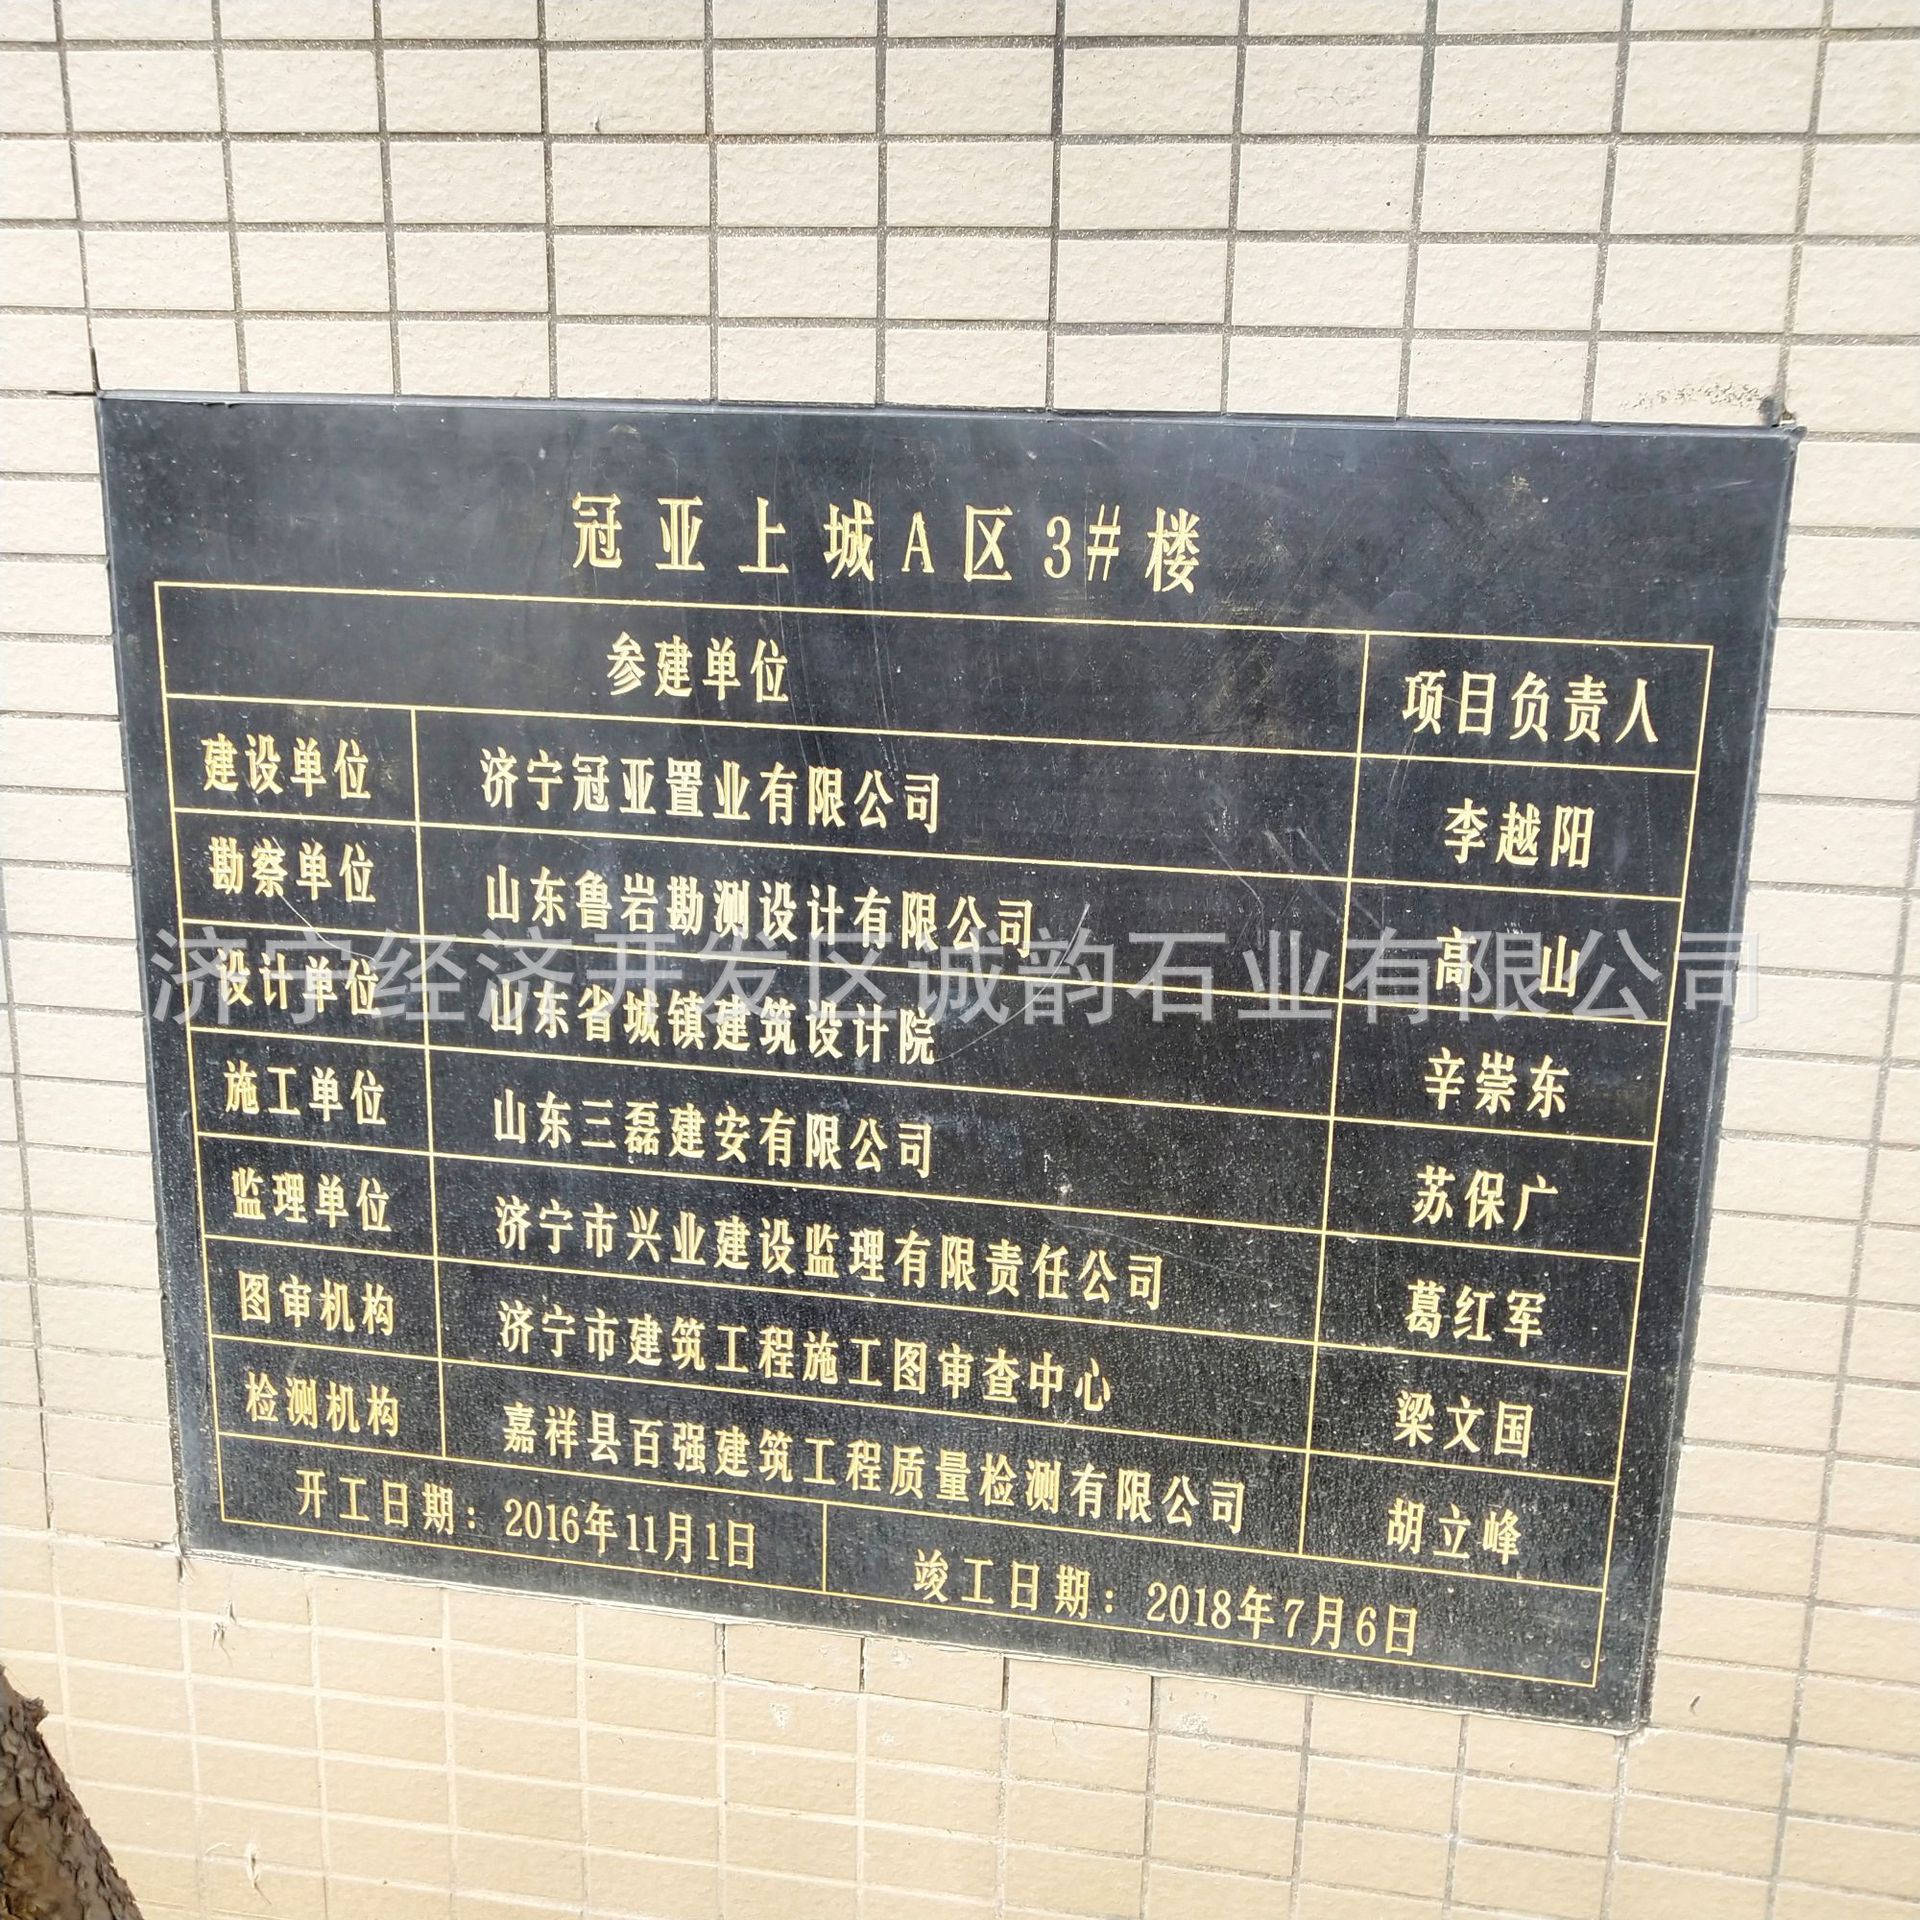 冠亚上城A区3#楼
参建单位 项目负责人
建设单位 济宁冠亚置业有限公司 李越阳
勘察单位 山东鲁岩勘测设计有限公司 高山
济宁经济开发区诚韵石业有限公司
设计单位 山东省城镇建筑设计院 辛崇东
施工单位 山东三磊建安有限公司 苏保广
监理单位 济宁市兴业建设监理有限责任公司 葛红军
图审机构 济宁市建筑工程施工图审查中心 梁文国
检测机构 嘉祥县百强建筑工程质量检测有限公司 胡立峰
开工日期：2016年11月1日 竣工日期：2018年7月6日